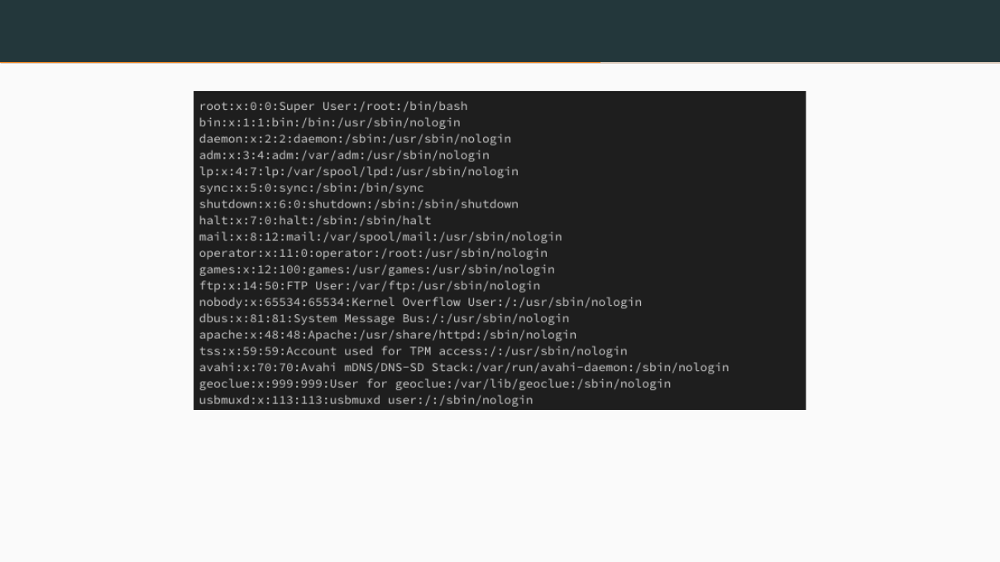 root:x:0:0:Super User:/root:/bin/bash
bin:x:1:1:bin:/bin:/usr/sbin/nologin
daemon:x:2:2:daemon:/sbin:/usr/sbin/nologin
adm:x:3:4:adm:/var/adm:/usr/sbin/nologin
lp:x:4:7:lp:/var/spool/lpd:/usr/sbin/nologin
sync:x:5:0:sync:/sbin:/bin/sync
shutdown:x:6:0:shutdown:/sbin:/sbin/shutdown
halt:x:7:0:halt:/sbin:/sbin/halt
mail:x:8:12:mail:/var/spool/mail:/usr/sbin/nologin
operator:x:11:0:operator:/root:/usr/sbin/nologin
games:x:12:100:games:/usr/games:/usr/sbin/nologin
ftp:x:14:50:FTP User:/var/ftp:/usr/sbin/nologin
nobody:x:65534:65534:Kernel Overflow User:/:/usr/sbin/nologin
dbus:x:81:81:System Message Bus:/:/usr/sbin/nologin
apache:x:48:48:Apache:/usr/share/httpd:/sbin/nologin
tss:x:59:59:Account used for TPM access:/:/usr/sbin/nologin
avahi:x:70:70:Avahi mDNS/DNS-SD Stack:/var/run/avahi-daemon:/sbin/nologin
geoclue:x:999:999:User for geoclue:/var/lib/geoclue:/sbin/nologin
usbmuxd:x:113:113:usbmuxd user:/:/sbin/nologin